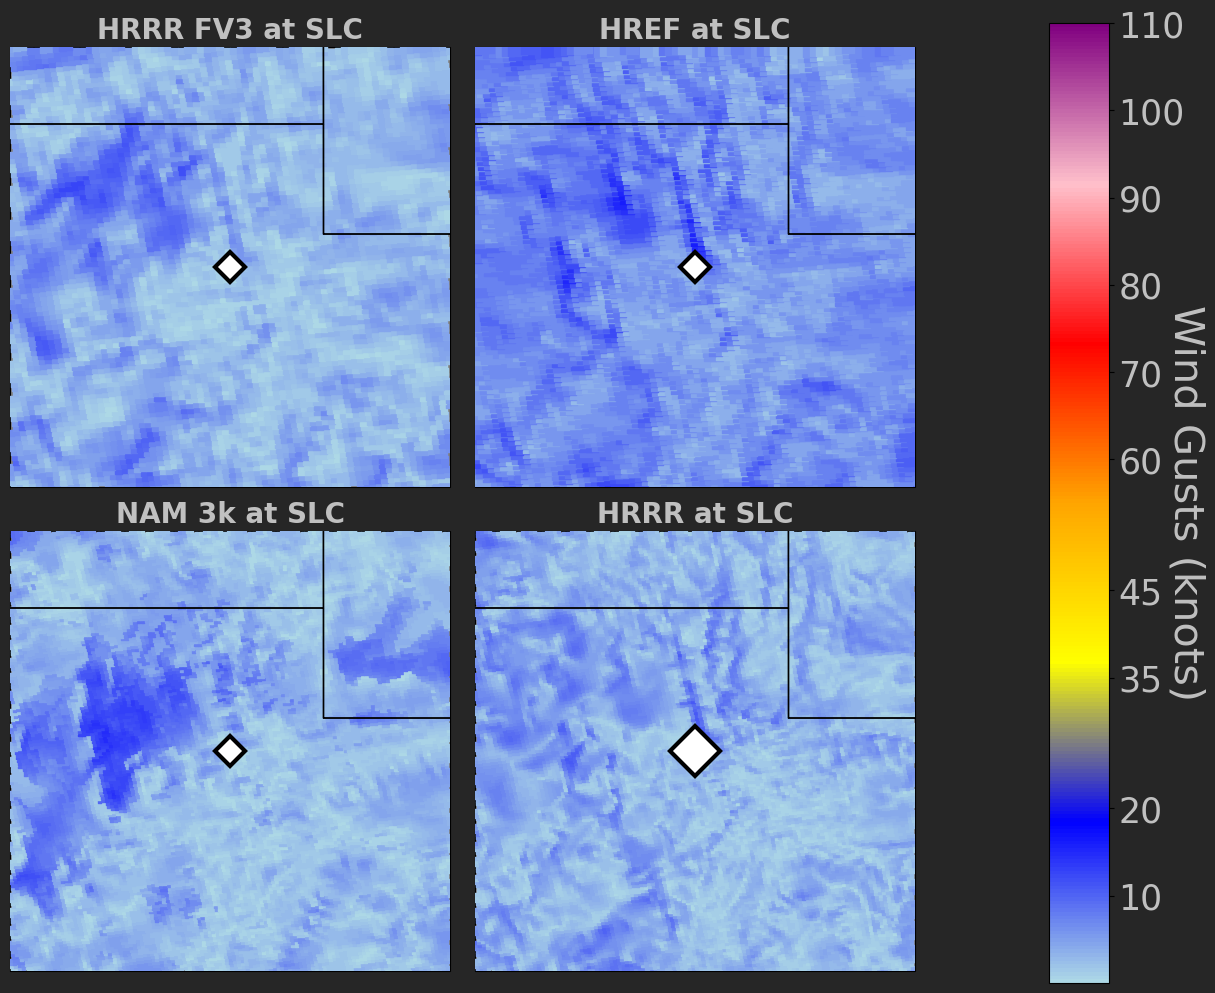 HRRR FV3 at SLC
HREF at SLC
NAM 3k at SLC
HRRR at SLC
110
100
90
80
70
60
45
35
20
10
Wind Gusts (knots)